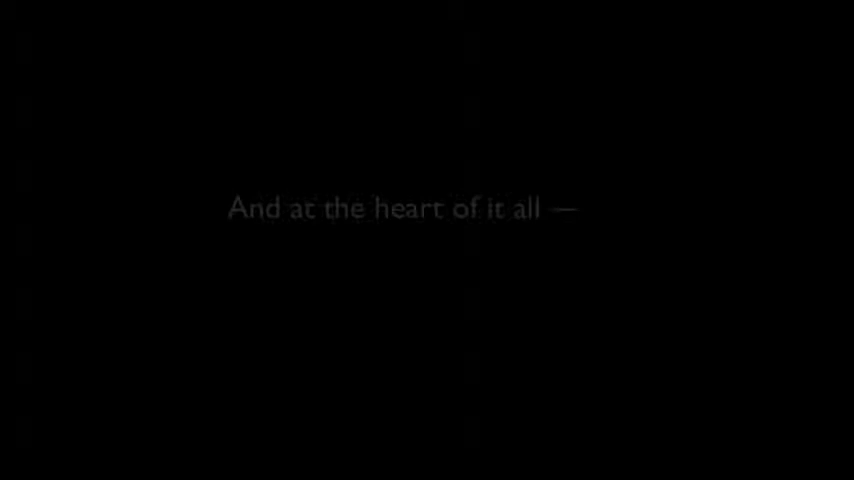 And at the heart of it all —